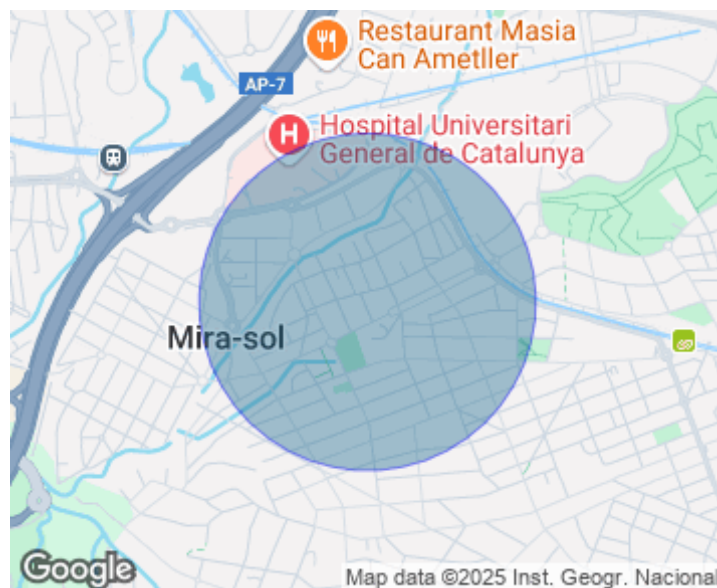 Restaurant Masia
Can Ametller
AP-7
H
Hospital Universitari
General de Catalunya
Mira-sol
Google
Map data ©2025 Inst. Geogr. Nacional